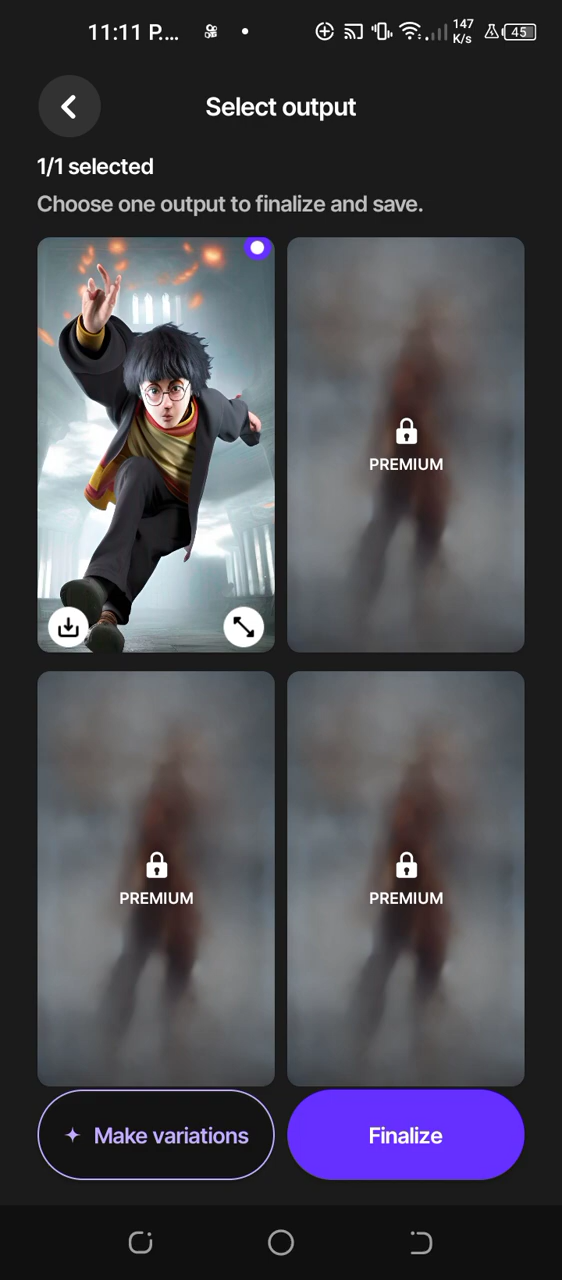 11:11 P.... 147
K/s 45
Select output
1/1 selected
Choose one output to finalize and save.
PREMIUM
PREMIUM
PREMIUM
Make variations
Finalize